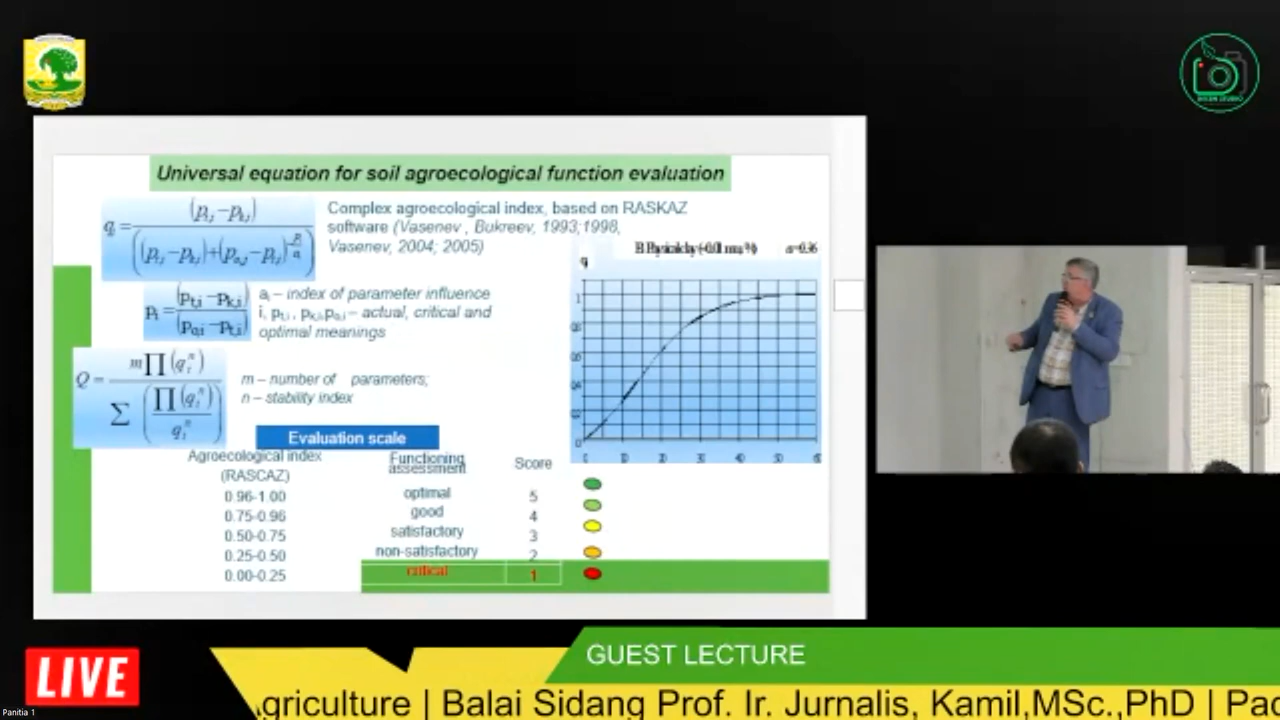 Universal equation for soil agroecological function evaluation
Complex agroecological index, based on RASKAZ
software (Vasenev , Bukreev, 1993;1998,
Vasenev, 2004; 2005)
a i – index of parameter influence
i, p t,i , p k,i, p o,i – actual, critical and
optimal meanings
m – number of parameters;
n – stability index
Evaluation scale
Agroecological index
(RASCAZ)
Functioning
assessment
Score
0.96-1.00 optimal 5
0.75-0.96 good 4
0.50-0.75 satisfactory 3
0.25-0.50 non-satisfactory 2
0.00-0.25 critical 1
LIVE
GUEST LECTURE
griculture | Balai Sidang Prof. Ir. Jurnalis, Kamil,MSc.,PhD | Pa
Panitia 1